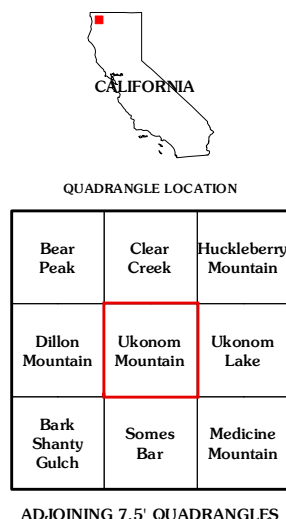 CALIFORNIA
QUADRANGLE LOCATION
Bear
Peak
Clear
Creek
Huckleberry
Mountain
Dillon
Mountain
Ukonom
Mountain
Ukonom
Lake
Bark
Shanty
Gulch
Somes
Bar
Medicine
Mountain
ADJOINING 7.5' QUADRANGLES